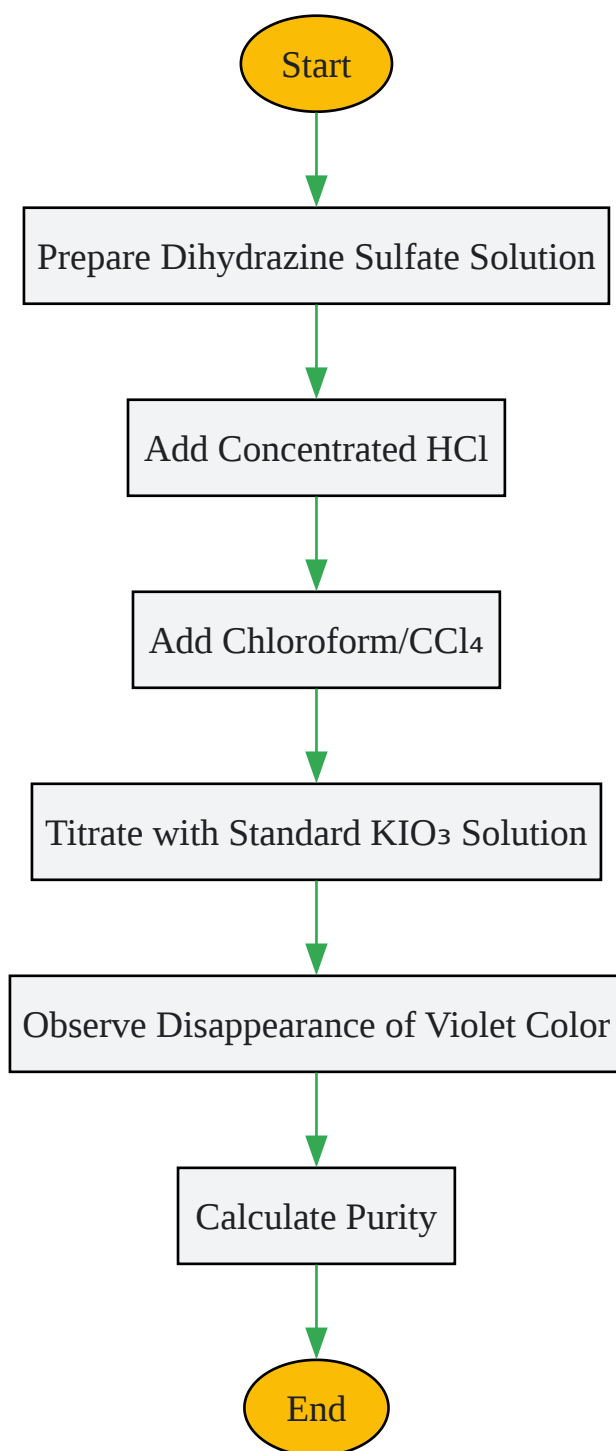 Start
Prepare Dihydrazine Sulfate Solution
Add Concentrated HCl
Add Chloroform/CCl₄
Titrate with Standard KIO₃ Solution
Observe Disappearance of Violet Color
Calculate Purity
End